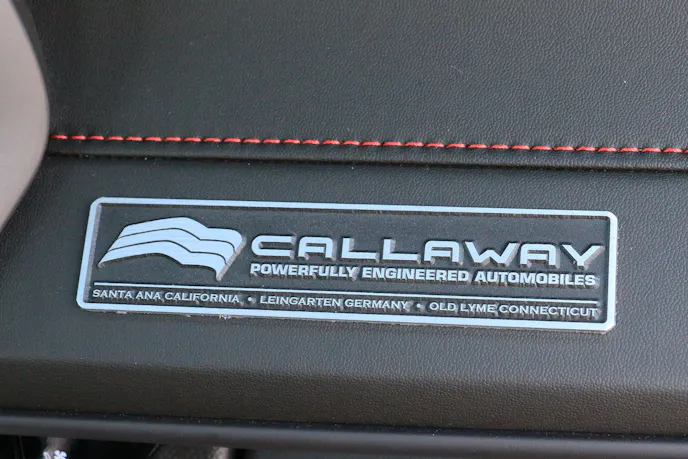 CALLAWAY
POWERFULLY ENGINEERED AUTOMOBILES
SANTA ANA CALIFORNIA • LEINGARTEN GERMANY • OLD LYME CONNECTICUT